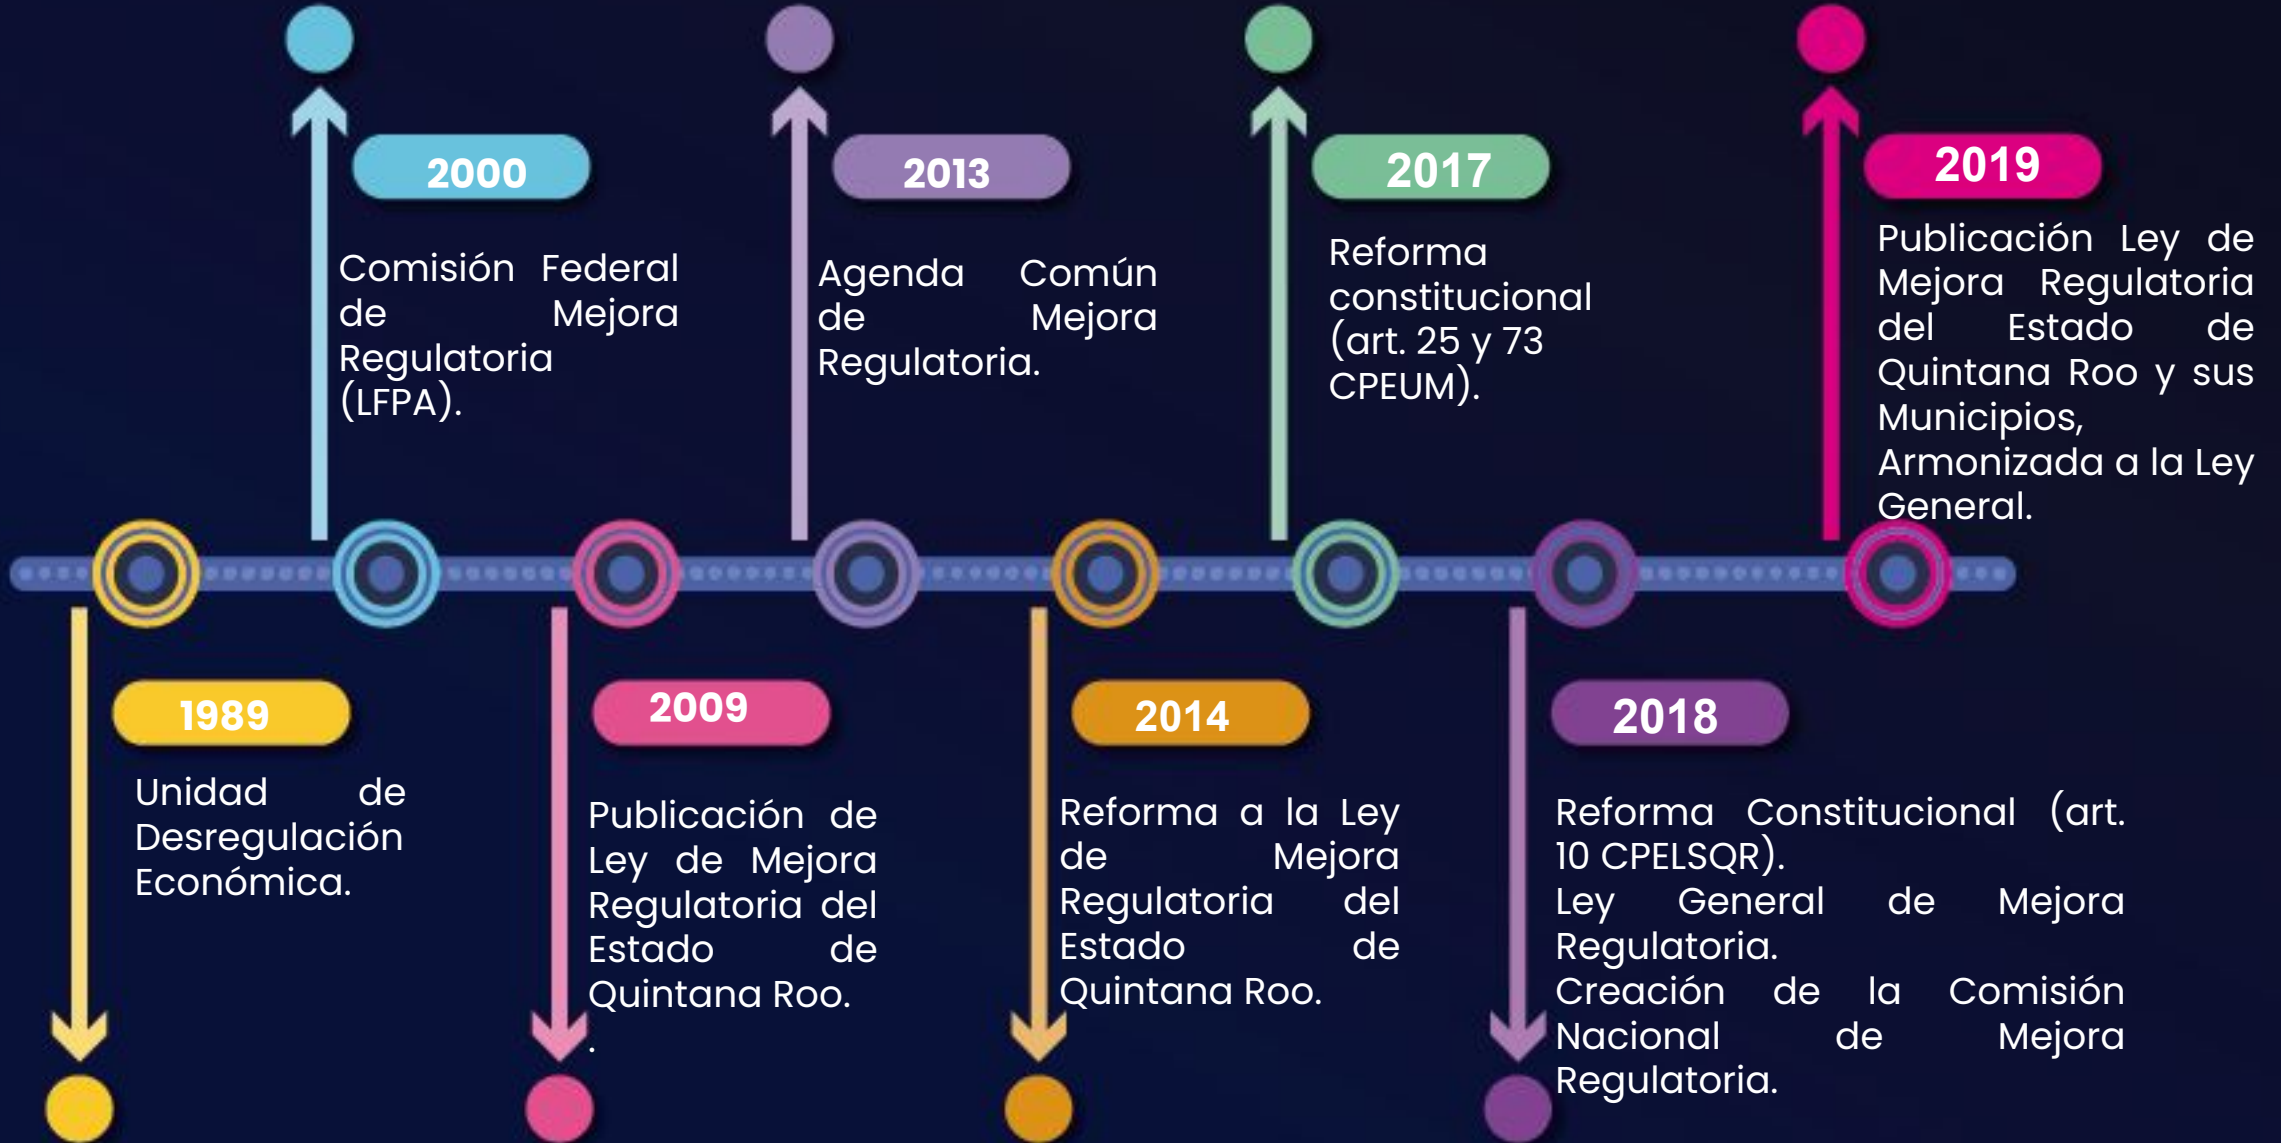 2000
Comisión Federal
de Mejora
Regulatoria
(LFPA).
2013
Agenda Común
de Mejora
Regulatoria.
2017
Reforma
constitucional
(art. 25 y 73
CPEUM).
2019
Publicación Ley de
Mejora Regulatoria
del Estado de
Quintana Roo y sus
Municipios,
Armonizada a la Ley
General.
1989
Unidad de
Desregulación
Económica.
2009
Publicación de
Ley de Mejora
Regulatoria del
Estado de
Quintana Roo.
.
2014
Reforma a la Ley
de Mejora
Regulatoria del
Estado de
Quintana Roo.
2018
Reforma Constitucional (art.
10 CPELSQR).
Ley General de Mejora
Regulatoria.
Creación de la Comisión
Nacional de Mejora
Regulatoria.